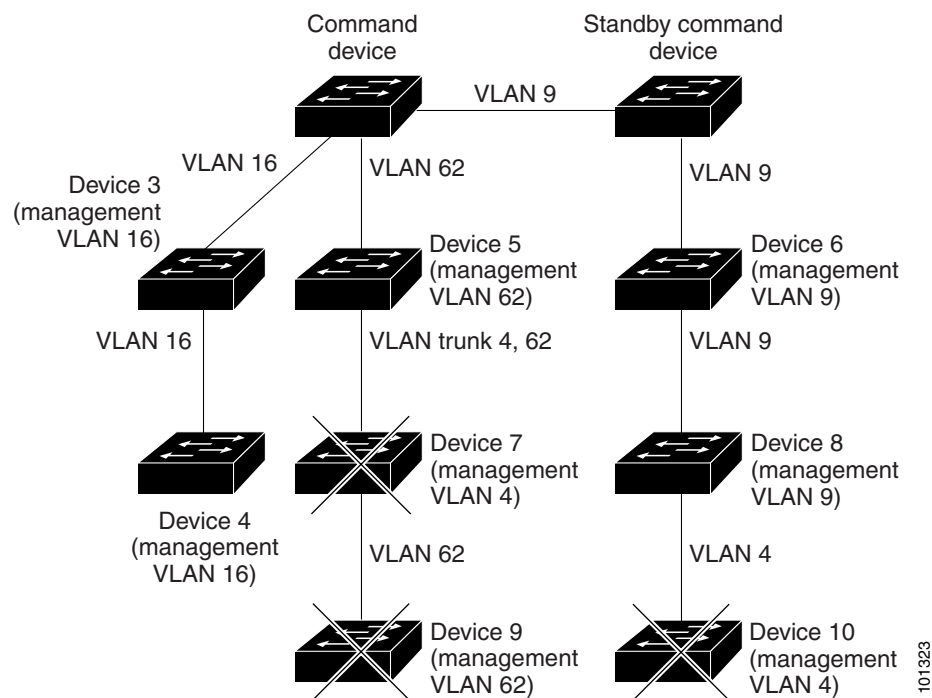 Command
device
Standby command
device
VLAN 9
VLAN 16
VLAN 62
VLAN 9
Device 3
(management
VLAN 16)
Device 5
(management
VLAN 62)
Device 6
(management
VLAN 9)
VLAN 16
VLAN trunk 4, 62
VLAN 9
Device 7
(management
VLAN 4)
Device 8
(management
VLAN 9)
Device 4
(management
VLAN 16)
VLAN 62
VLAN 4
Device 9
(management
VLAN 62)
Device 10
(management
VLAN 4)
101323